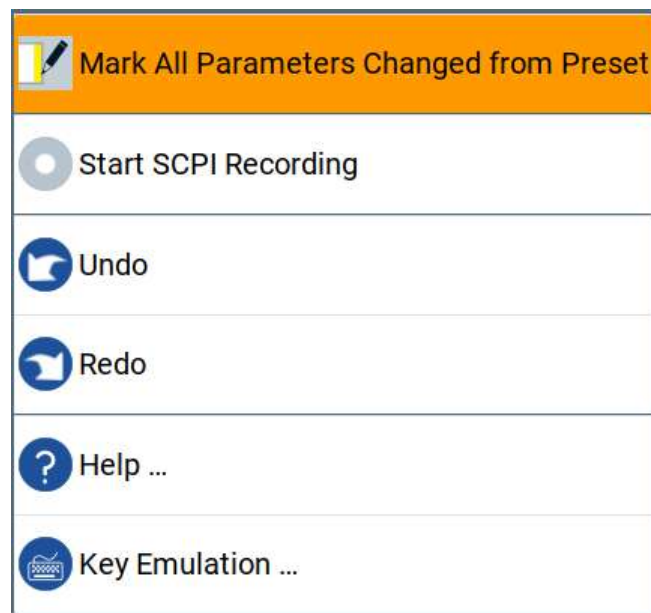 Mark All Parameters Changed from Preset
Start SCPI Recording
Undo
Redo
Help ...
Key Emulation ...